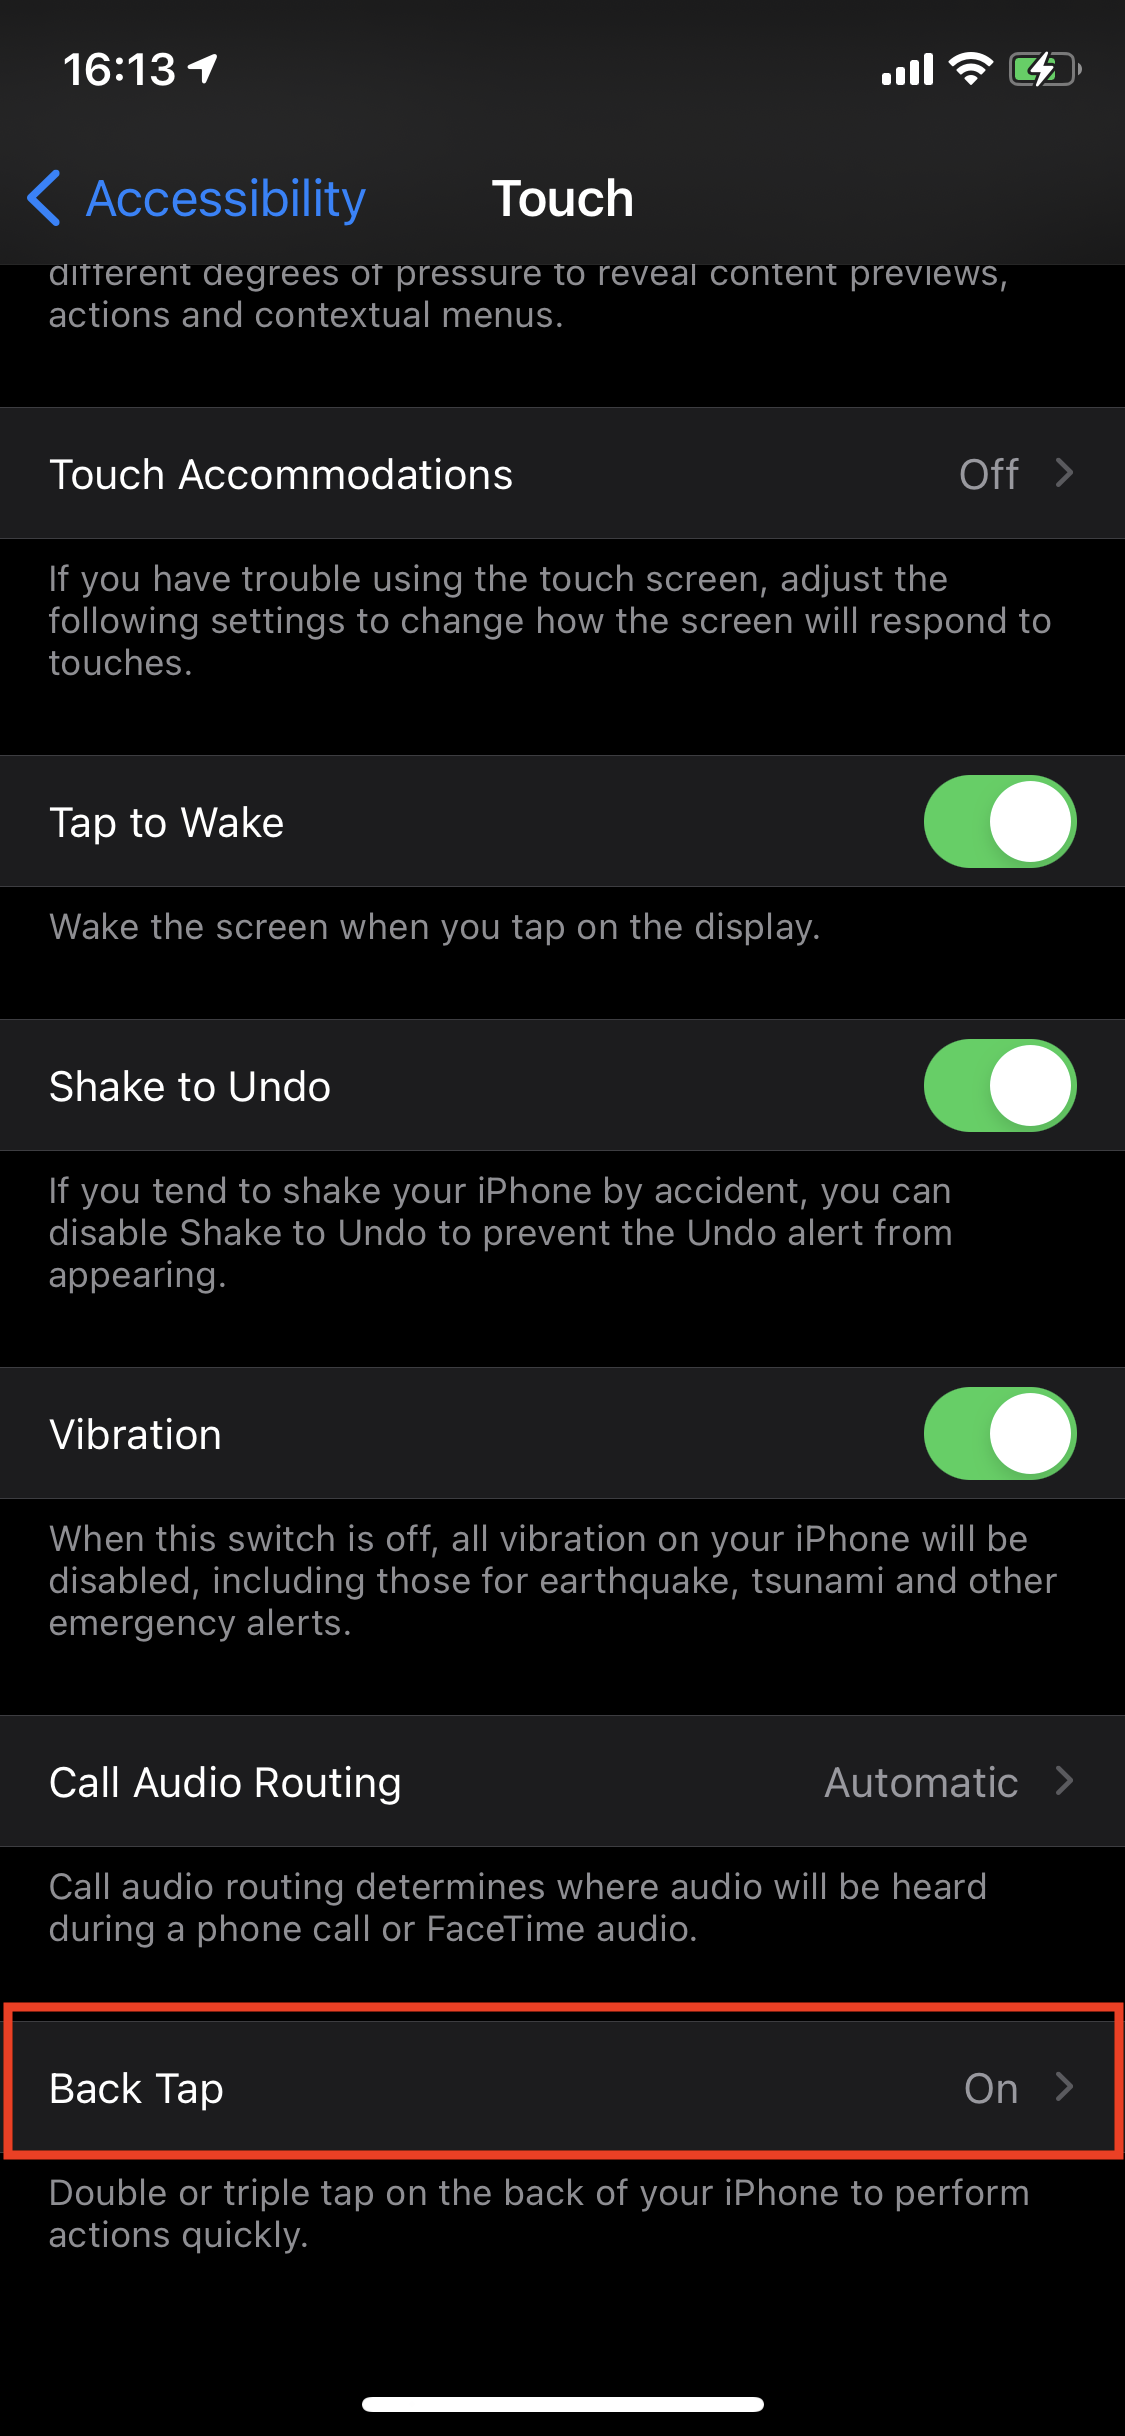 16:13
Accessibility
Touch
different degrees of pressure to reveal content previews,
actions and contextual menus.
Touch Accommodations
Off
If you have trouble using the touch screen, adjust the
following settings to change how the screen will respond to
touches.
Tap to Wake
Wake the screen when you tap on the display.
Shake to Undo
If you tend to shake your iPhone by accident, you can
disable Shake to Undo to prevent the Undo alert from
appearing.
Vibration
When this switch is off, all vibration on your iPhone will be
disabled, including those for earthquake, tsunami and other
emergency alerts.
Call Audio Routing
Automatic
Call audio routing determines where audio will be heard
during a phone call or FaceTime audio.
Back Tap
On
Double or triple tap on the back of your iPhone to perform
actions quickly.